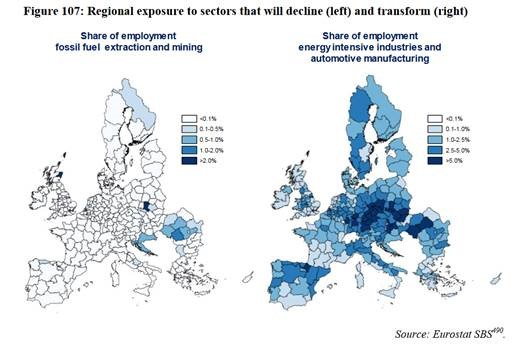 Figure 107: Regional exposure to sectors that will decline (left) and transform (right)
Share of employment
fossil fuel extraction and mining
<0.1%
0.1-0.5%
0.5-1.0%
1.0-2.0%
>2.0%
Share of employment
energy intensive industries and
automotive manufacturing
<0.1%
0.1-1.0%
1.0-2.5%
2.5-5.0%
>5.0%
Source: Eurostat SBS490.